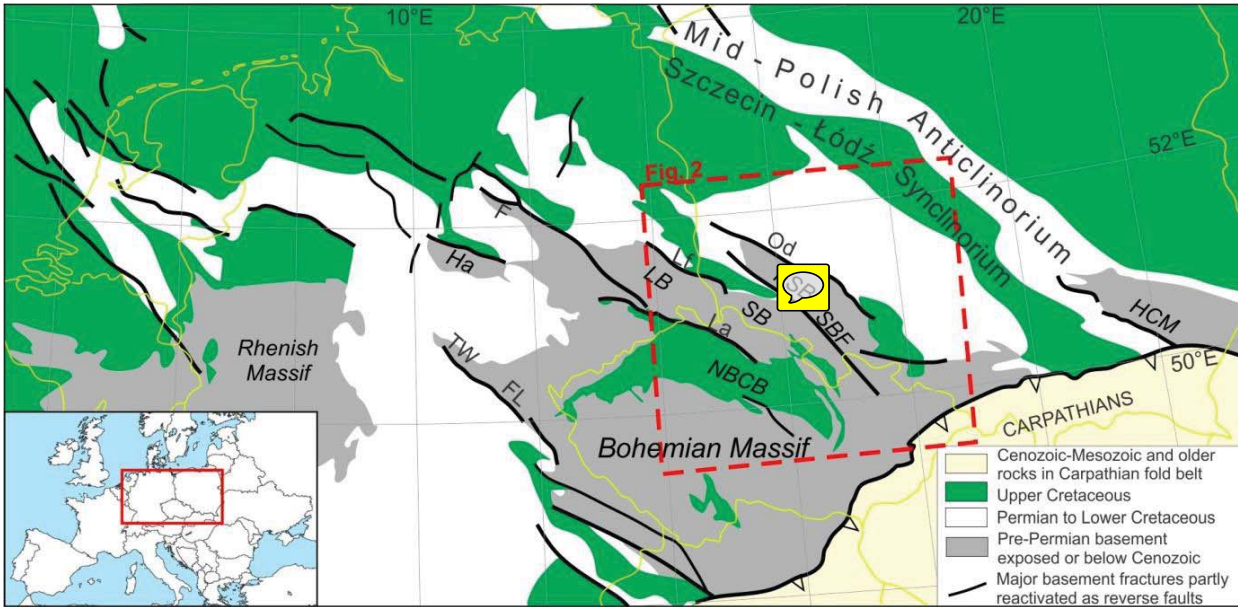 10°E
20°E
Mid - Polish Anticlinorium
Szczecin - Łódź Synclinorium
52°E
Fig. 2
F
Ha
Od
Lf
LB
SB
SB
SBF
La
HCM
Rhenish
Massif
TW
FL
NBCB
50°E
CARPATHIANS
Bohemian Massif
Cenozoic-Mesozoic and older
rocks in Carpathian fold belt
Upper Cretaceous
Permian to Lower Cretaceous
Pre-Permian basement
exposed or below Cenozoic
Major basement fractures partly
reactivated as reverse faults